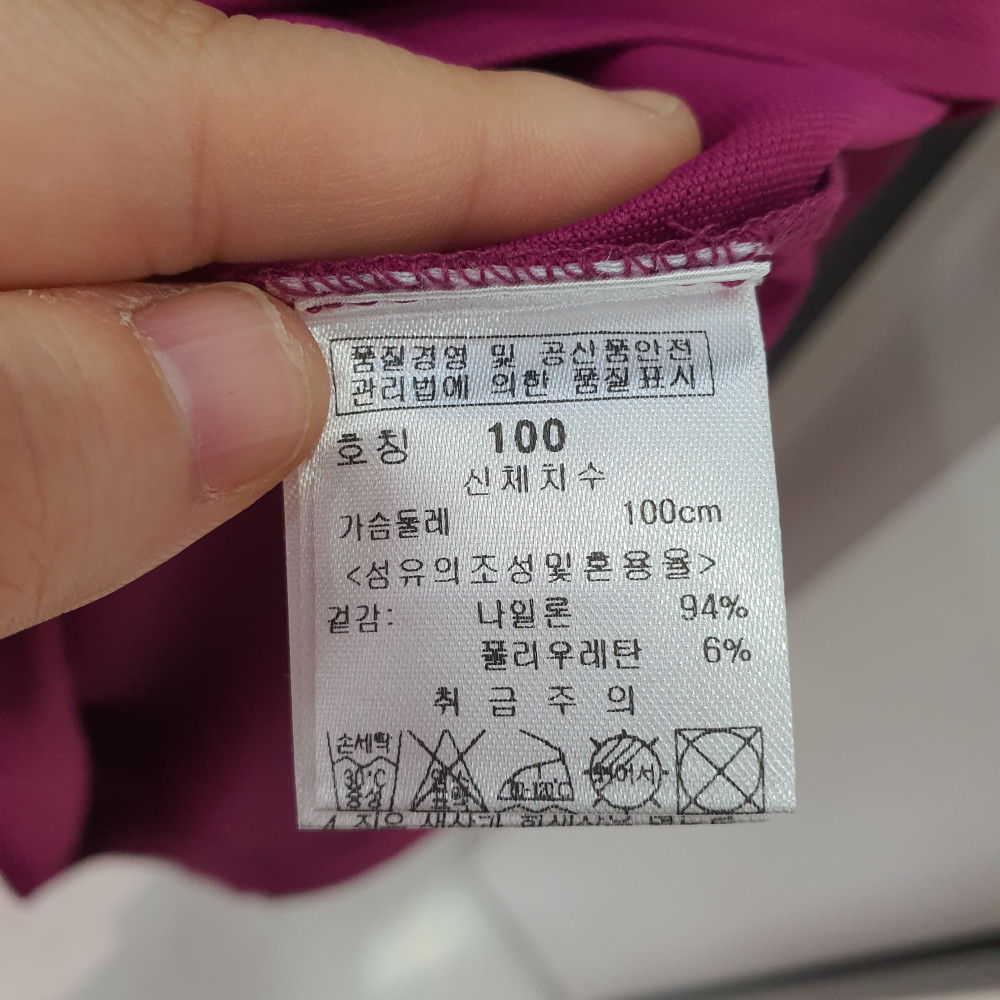 품질경영 및 공산품안전
관리법에 의한 품질표시
호칭 100
신체치수
가슴둘레 100cm
<섬유의조성및혼용율>
겉감: 나일론 94%
폴리우레탄 6%
취급주의
손세탁
30°C
중성
뉘어서